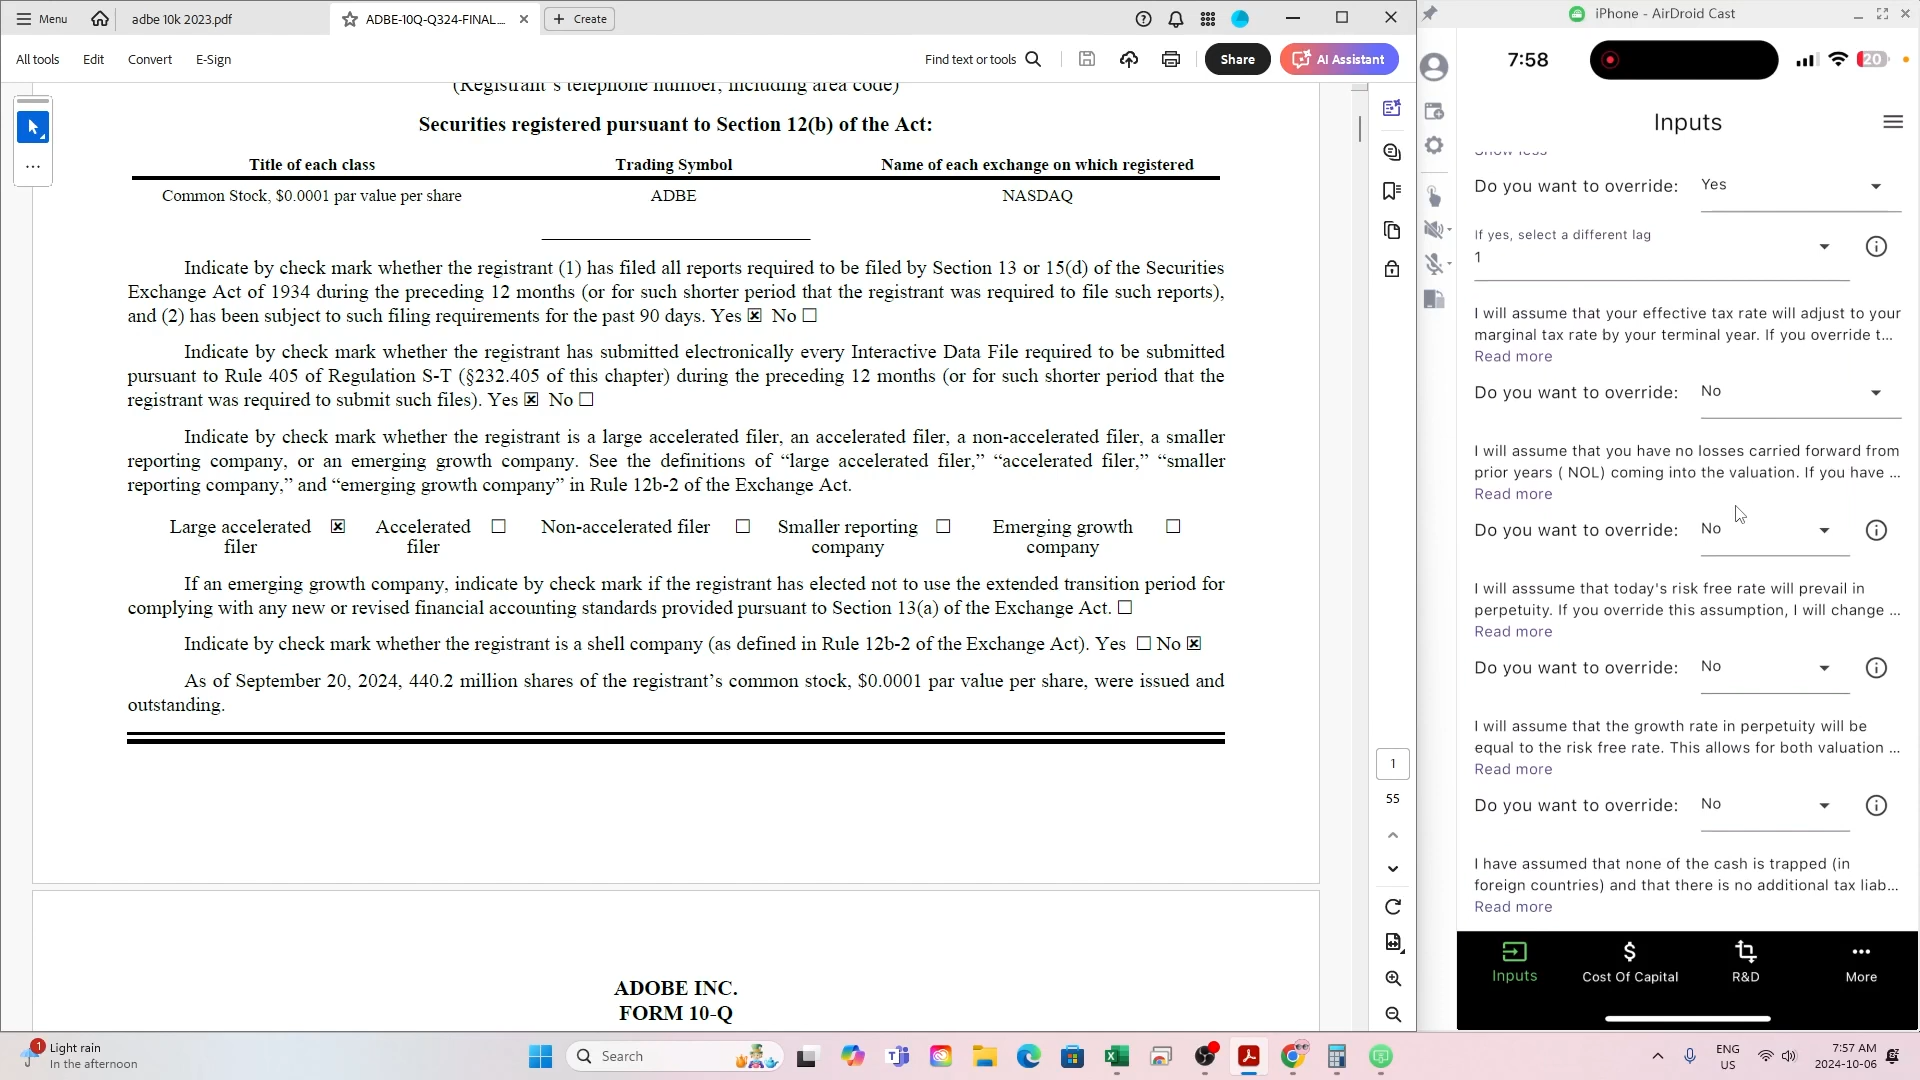 Menu
adbe 10k 2023.pdf
ADBE-10Q-Q324-FINAL...
Create
All tools
Edit
Convert
E-Sign
Find text or tools
Share
AI Assistant
(Registrant's telephone number, including area code)
Securities registered pursuant to Section 12(b) of the Act:
Title of each class Trading Symbol Name of each exchange on which registered
Common Stock, $0.0001 par value per share ADBE NASDAQ
Indicate by check mark whether the registrant (1) has filed all reports required to be filed by Section 13 or 15(d) of the Securities
Exchange Act of 1934 during the preceding 12 months (or for such shorter period that the registrant was required to file such reports),
and (2) has been subject to such filing requirements for the past 90 days. Yes ☒ No ☐
Indicate by check mark whether the registrant has submitted electronically every Interactive Data File required to be submitted
pursuant to Rule 405 of Regulation S-T (§232.405 of this chapter) during the preceding 12 months (or for such shorter period that the
registrant was required to submit such files). Yes ☒ No ☐
Indicate by check mark whether the registrant is a large accelerated filer, an accelerated filer, a non-accelerated filer, a smaller
reporting company, or an emerging growth company. See the definitions of “large accelerated filer,” “accelerated filer,” “smaller
reporting company,” and “emerging growth company” in Rule 12b-2 of the Exchange Act.
Large accelerated ☒ Accelerated ☐ Non-accelerated filer ☐ Smaller reporting ☐ Emerging growth ☐
filer filer company company
If an emerging growth company, indicate by check mark if the registrant has elected not to use the extended transition period for
complying with any new or revised financial accounting standards provided pursuant to Section 13(a) of the Exchange Act. ☐
Indicate by check mark whether the registrant is a shell company (as defined in Rule 12b-2 of the Exchange Act). Yes ☐ No ☒
As of September 20, 2024, 440.2 million shares of the registrant’s common stock, $0.0001 par value per share, were issued and
outstanding.
ADOBE INC.
FORM 10-Q
1
55
iPhone - AirDroid Cast
7:58
20
Inputs
Show less
Do you want to override: Yes
If yes, select a different lag
1
I will assume that your effective tax rate will adjust to your
marginal tax rate by your terminal year. If you override t...
Read more
Do you want to override: No
I will assume that you have no losses carried forward from
prior years ( NOL) coming into the valuation. If you have ...
Read more
Do you want to override: No
I will asssume that today's risk free rate will prevail in
perpetuity. If you override this assumption, I will change ...
Read more
Do you want to override: No
I will assume that the growth rate in perpetuity will be
equal to the risk free rate. This allows for both valuation ...
Read more
Do you want to override: No
I have assumed that none of the cash is trapped (in
foreign countries) and that there is no additional tax liab...
Read more
Inputs
Cost Of Capital
R&D
More
1
Light rain
In the afternoon
Search
ENG
US
7:57 AM
2024-10-06